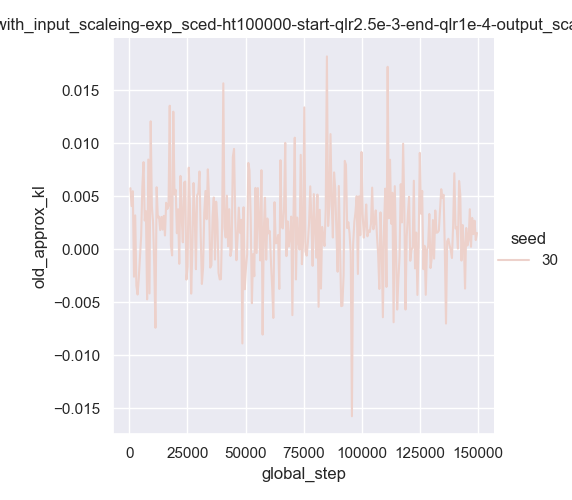 with_input_scaleing-exp_sced-ht100000-start-qlr2.5e-3-end-qlr1e-4-output_sca
0.015
0.010
0.005
0.000
−0.005
−0.010
−0.015
old_approx_kl
0 25000 50000 75000 100000 125000 150000
global_step
seed
30